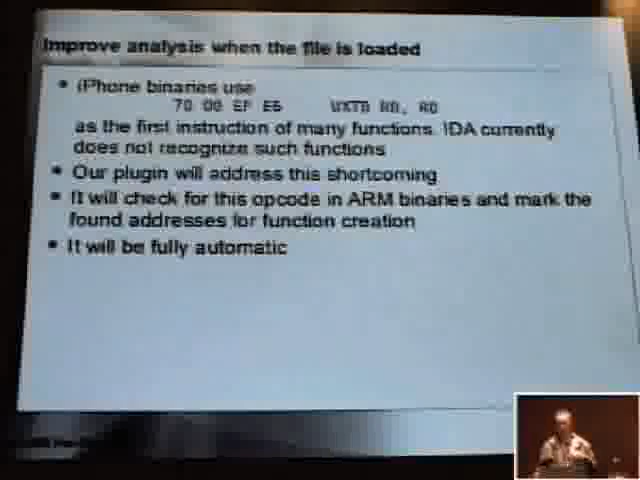 Improve analysis when the file is loaded
• iPhone binaries use
70 00 EF E6 UXTB R0, R0
as the first instruction of many functions. IDA currently
does not recognize such functions
• Our plugin will address this shortcoming
• It will check for this opcode in ARM binaries and mark the
found addresses for function creation
• It will be fully automatic